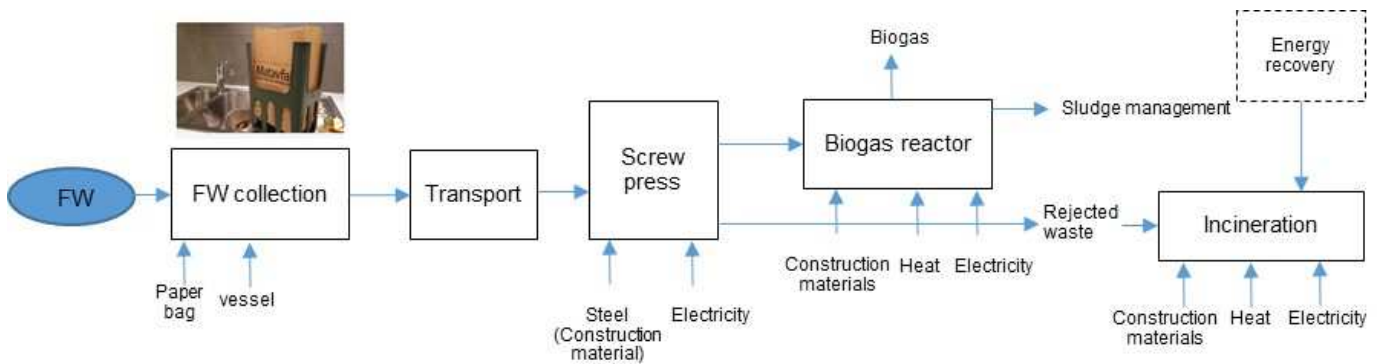 Biogas
Energy
recovery
Matavfall
Sludge management
Screw
press
Biogas reactor
FW
FW collection
Transport
Rejected
waste
Incineration
Paper
bag
vessel
Steel
(Construction
material)
Electricity
Construction
materials
Heat
Electricity
Construction
materials
Heat
Electricity